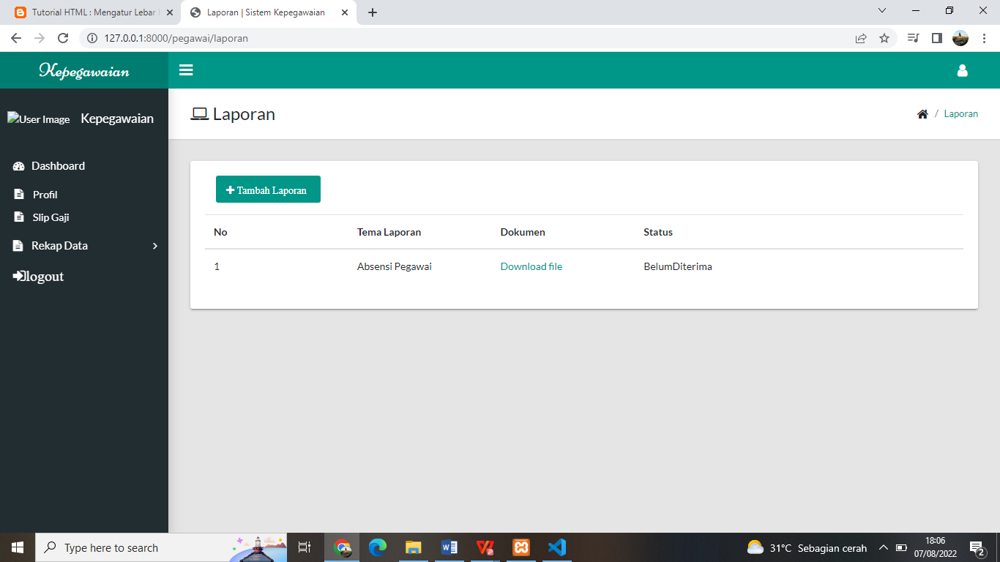 Tutorial HTML : Mengatur Lebar
Laporan | Sistem Kepegawaian
127.0.0.1:8000/pegawai/laporan
Kepegawaian
User Image
Kepegawaian
Dashboard
Profil
Slip Gaji
Rekap Data
logout
Laporan
/ Laporan
Tambah Laporan
No Tema Laporan Dokumen Status
1 Absensi Pegawai Download file BelumDiterima
Type here to search
31°C Sebagian cerah
18:06
07/08/2022
2